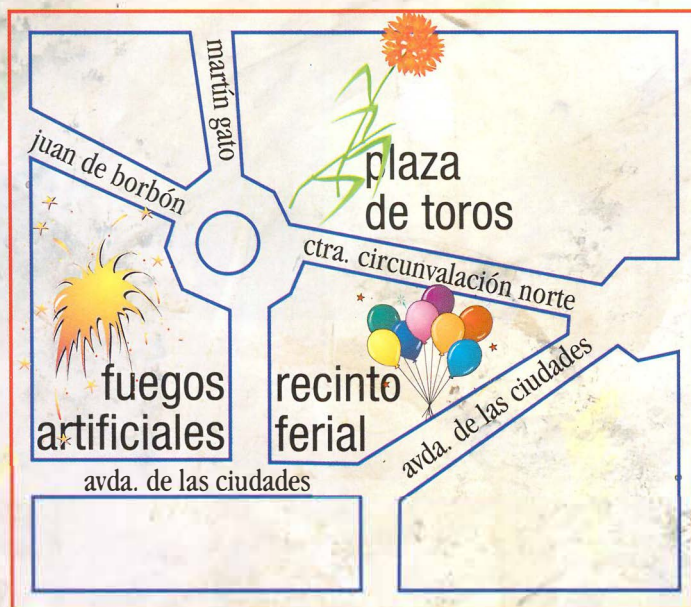 martín gato
juan de borbón
plaza
de toros
ctra. circunvalación norte
fuegos
artificiales
recinto
ferial
avda. de las ciudades
avda. de las ciudades